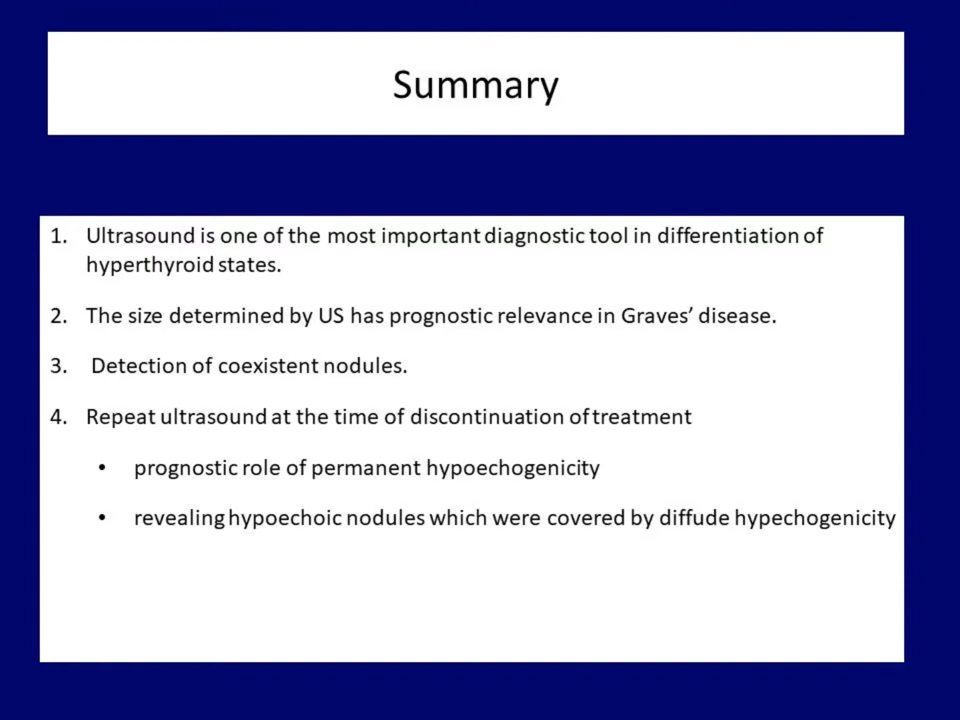 Summary
1. Ultrasound is one of the most important diagnostic tool in differentiation of
hyperthyroid states.
2. The size determined by US has prognostic relevance in Graves’ disease.
3. Detection of coexistent nodules.
4. Repeat ultrasound at the time of discontinuation of treatment
• prognostic role of permanent hypoechogenicity
• revealing hypoechoic nodules which were covered by diffude hypechogenicity